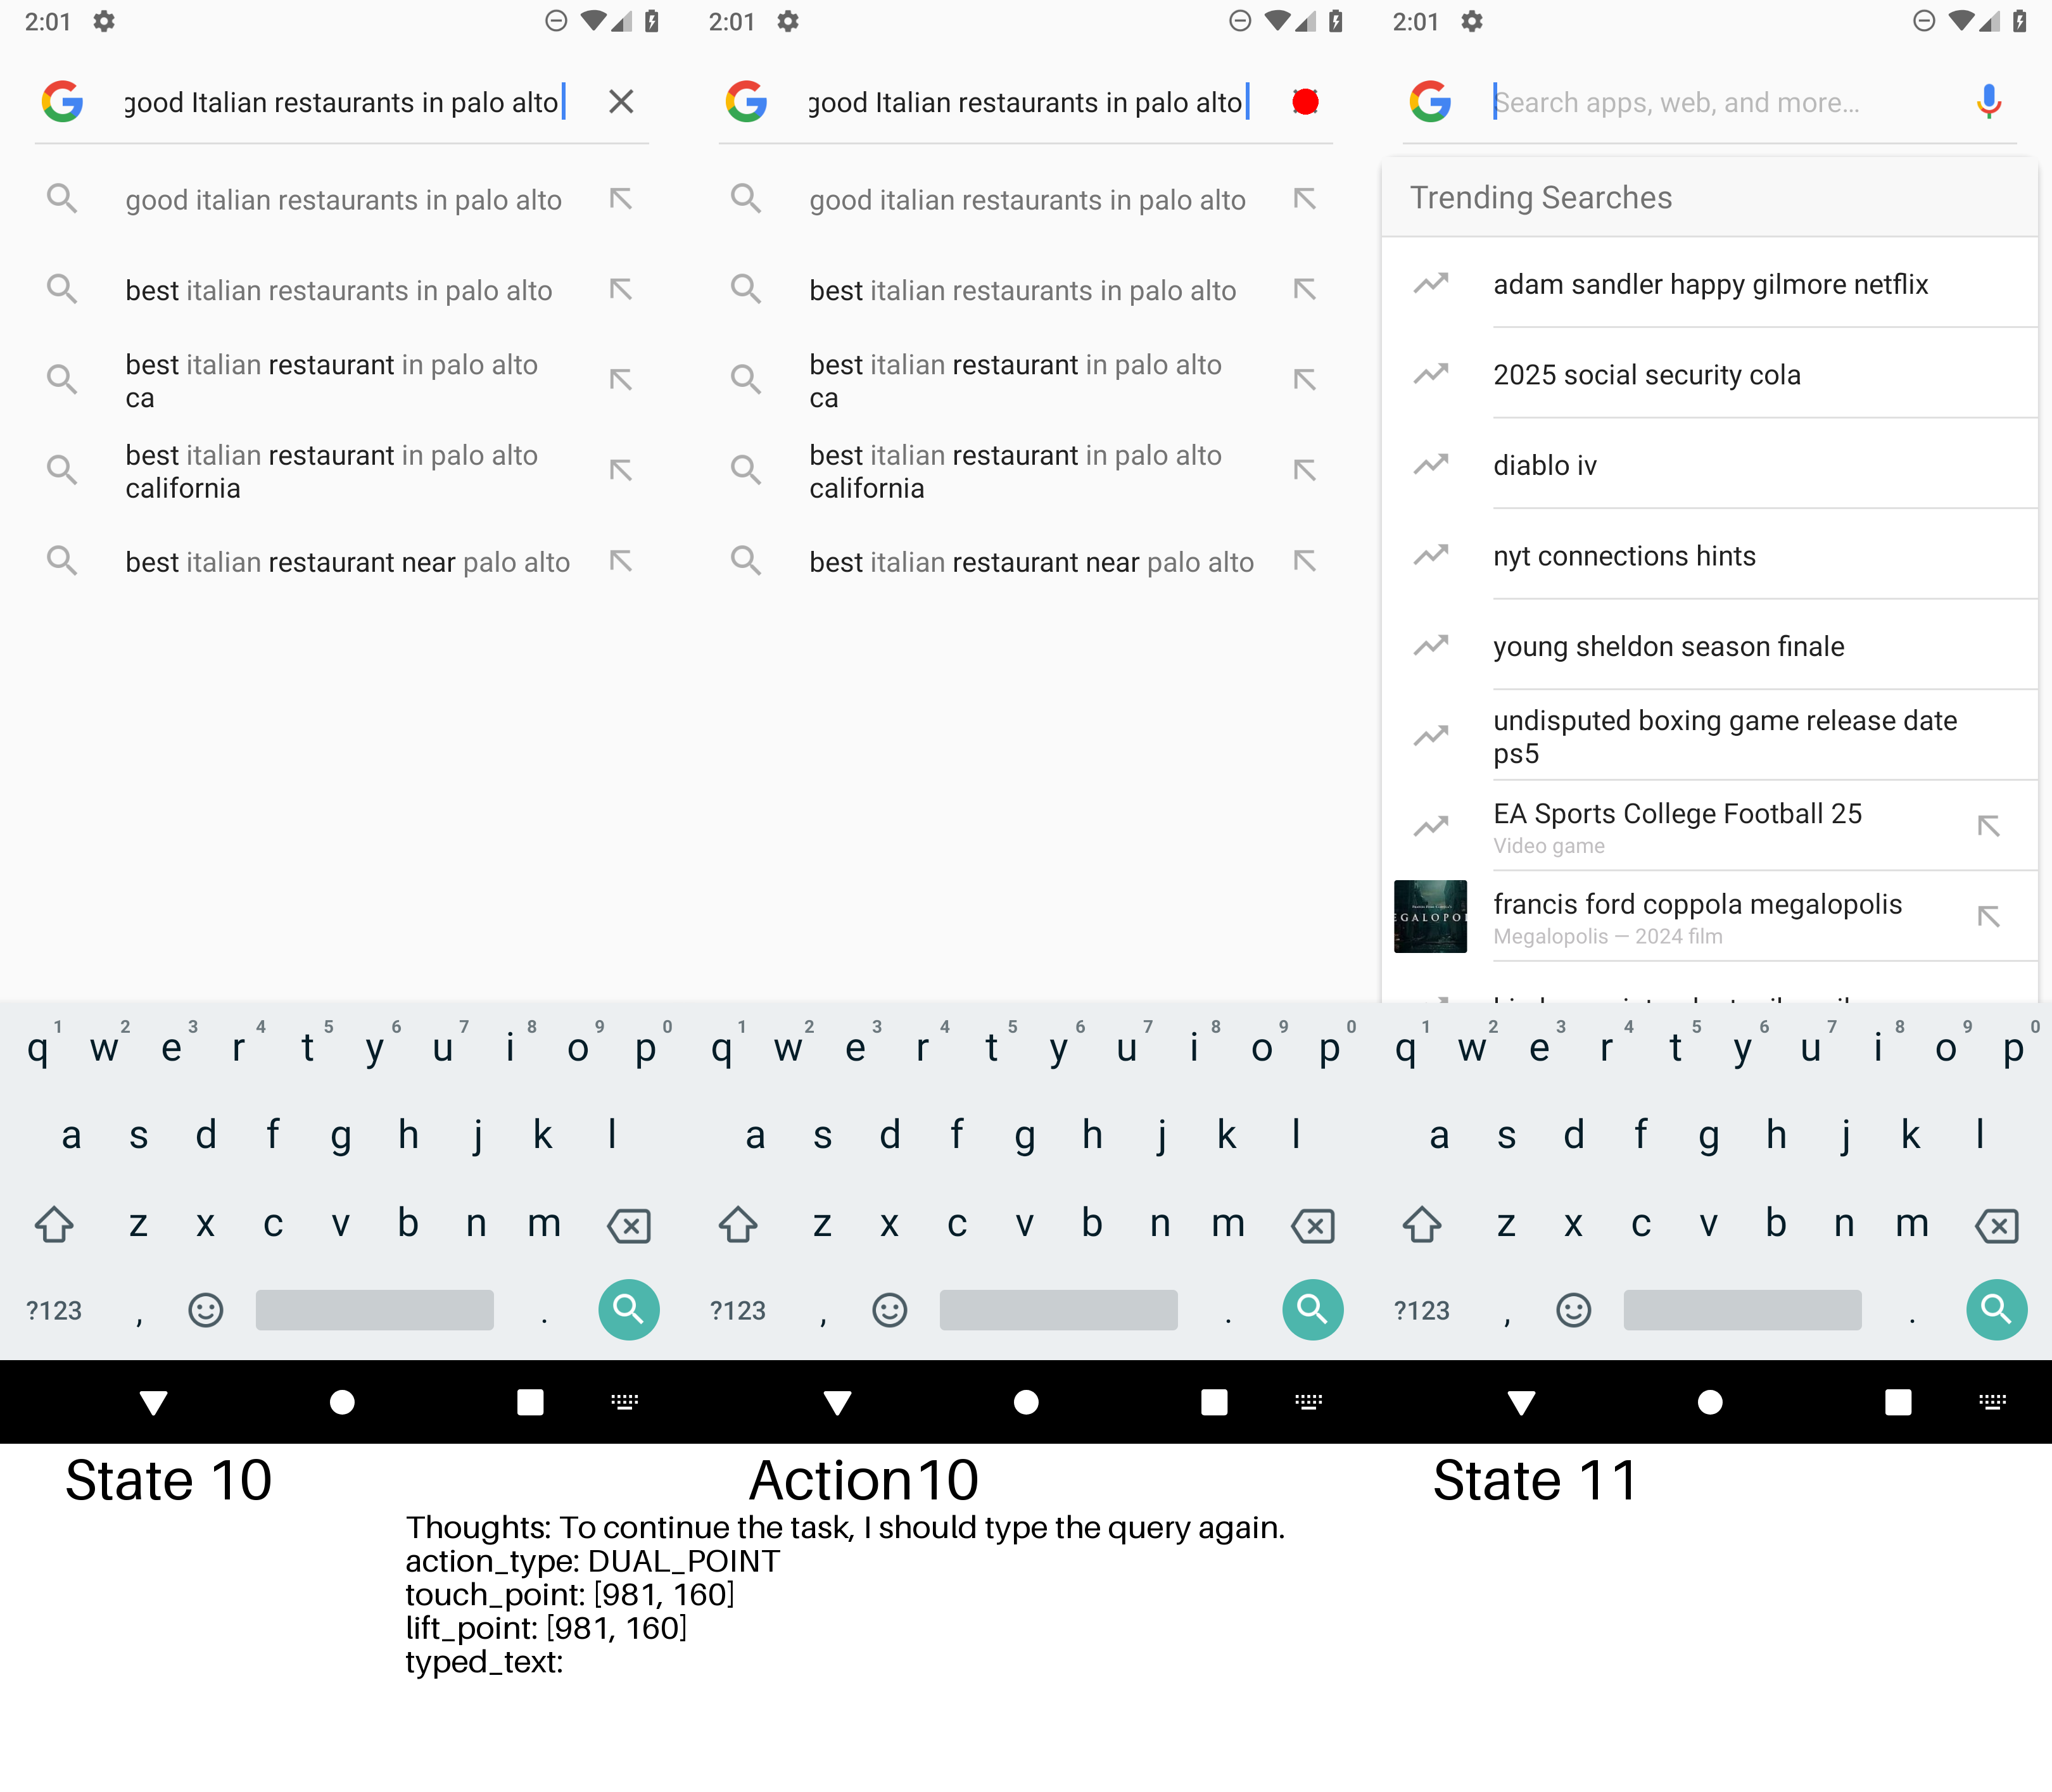 2:01
good Italian restaurants in palo alto
good italian restaurants in palo alto
best italian restaurants in palo alto
best italian restaurant in palo alto
ca
best italian restaurant in palo alto
california
best italian restaurant near palo alto
1 2 3 4 5 6 7 8 9 0
q w e r t y u i o p
a s d f g h j k l
z x c v b n m
?123 , .
State 10
2:01
good Italian restaurants in palo alto
good italian restaurants in palo alto
best italian restaurants in palo alto
best italian restaurant in palo alto
ca
best italian restaurant in palo alto
california
best italian restaurant near palo alto
1 2 3 4 5 6 7 8 9 0
q w e r t y u i o p
a s d f g h j k l
z x c v b n m
?123 , .
Action10
2:01
Search apps, web, and more...
Trending Searches
adam sandler happy gilmore netflix
2025 social security cola
diablo iv
nyt connections hints
young sheldon season finale
undisputed boxing game release date
ps5
EA Sports College Football 25
Video game
francis ford coppola megalopolis
Megalopolis — 2024 film
EGALOPO
1 2 3 4 5 6 7 8 9 0
q w e r t y u i o p
a s d f g h j k l
z x c v b n m
?123 , .
State 11
Thoughts: To continue the task, I should type the query again.
action_type: DUAL_POINT
touch_point: [981, 160]
lift_point: [981, 160]
typed_text: